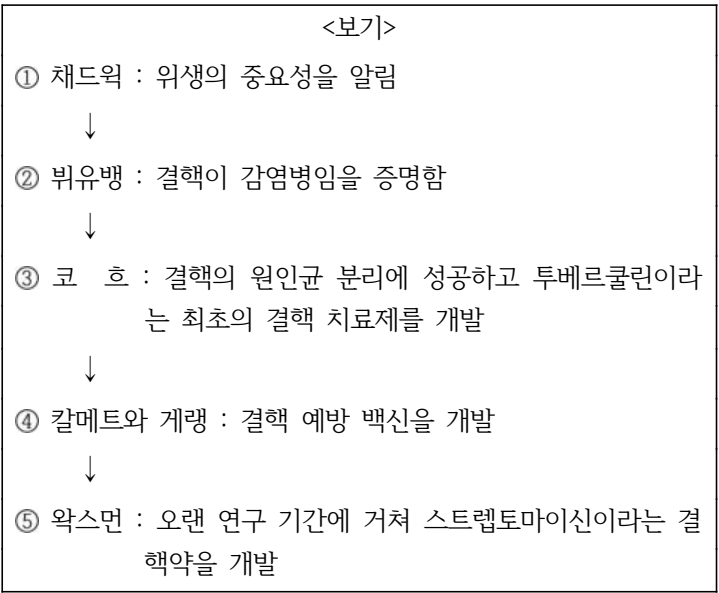 <보기>
① 채드윅 : 위생의 중요성을 알림
↓
② 뷔유뱅 : 결핵이 감염병임을 증명함
↓
③ 코 흐 : 결핵의 원인균 분리에 성공하고 투베르쿨린이라
는 최초의 결핵 치료제를 개발
↓
④ 칼메트와 게랭 : 결핵 예방 백신을 개발
↓
⑤ 왁스먼 : 오랜 연구 기간에 거쳐 스트렙토마이신이라는 결
핵약을 개발